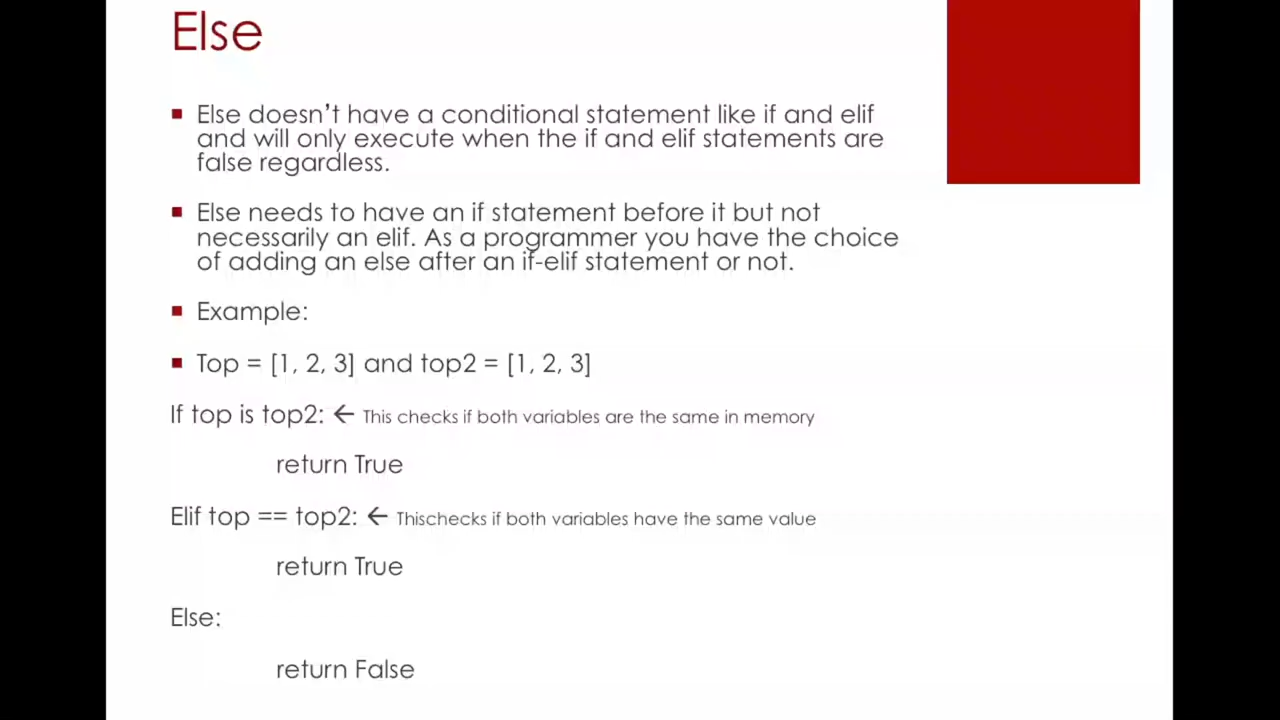 Else
Else doesn’t have a conditional statement like if and elif
and will only execute when the if and elif statements are
false regardless.
Else needs to have an if statement before it but not
necessarily an elif. As a programmer you have the choice
of adding an else after an if-elif statement or not.
Example:
Top = [1, 2, 3] and top2 = [1, 2, 3]
If top is top2: ← This checks if both variables are the same in memory
return True
Elif top == top2: ← Thischecks if both variables have the same value
return True
Else:
return False